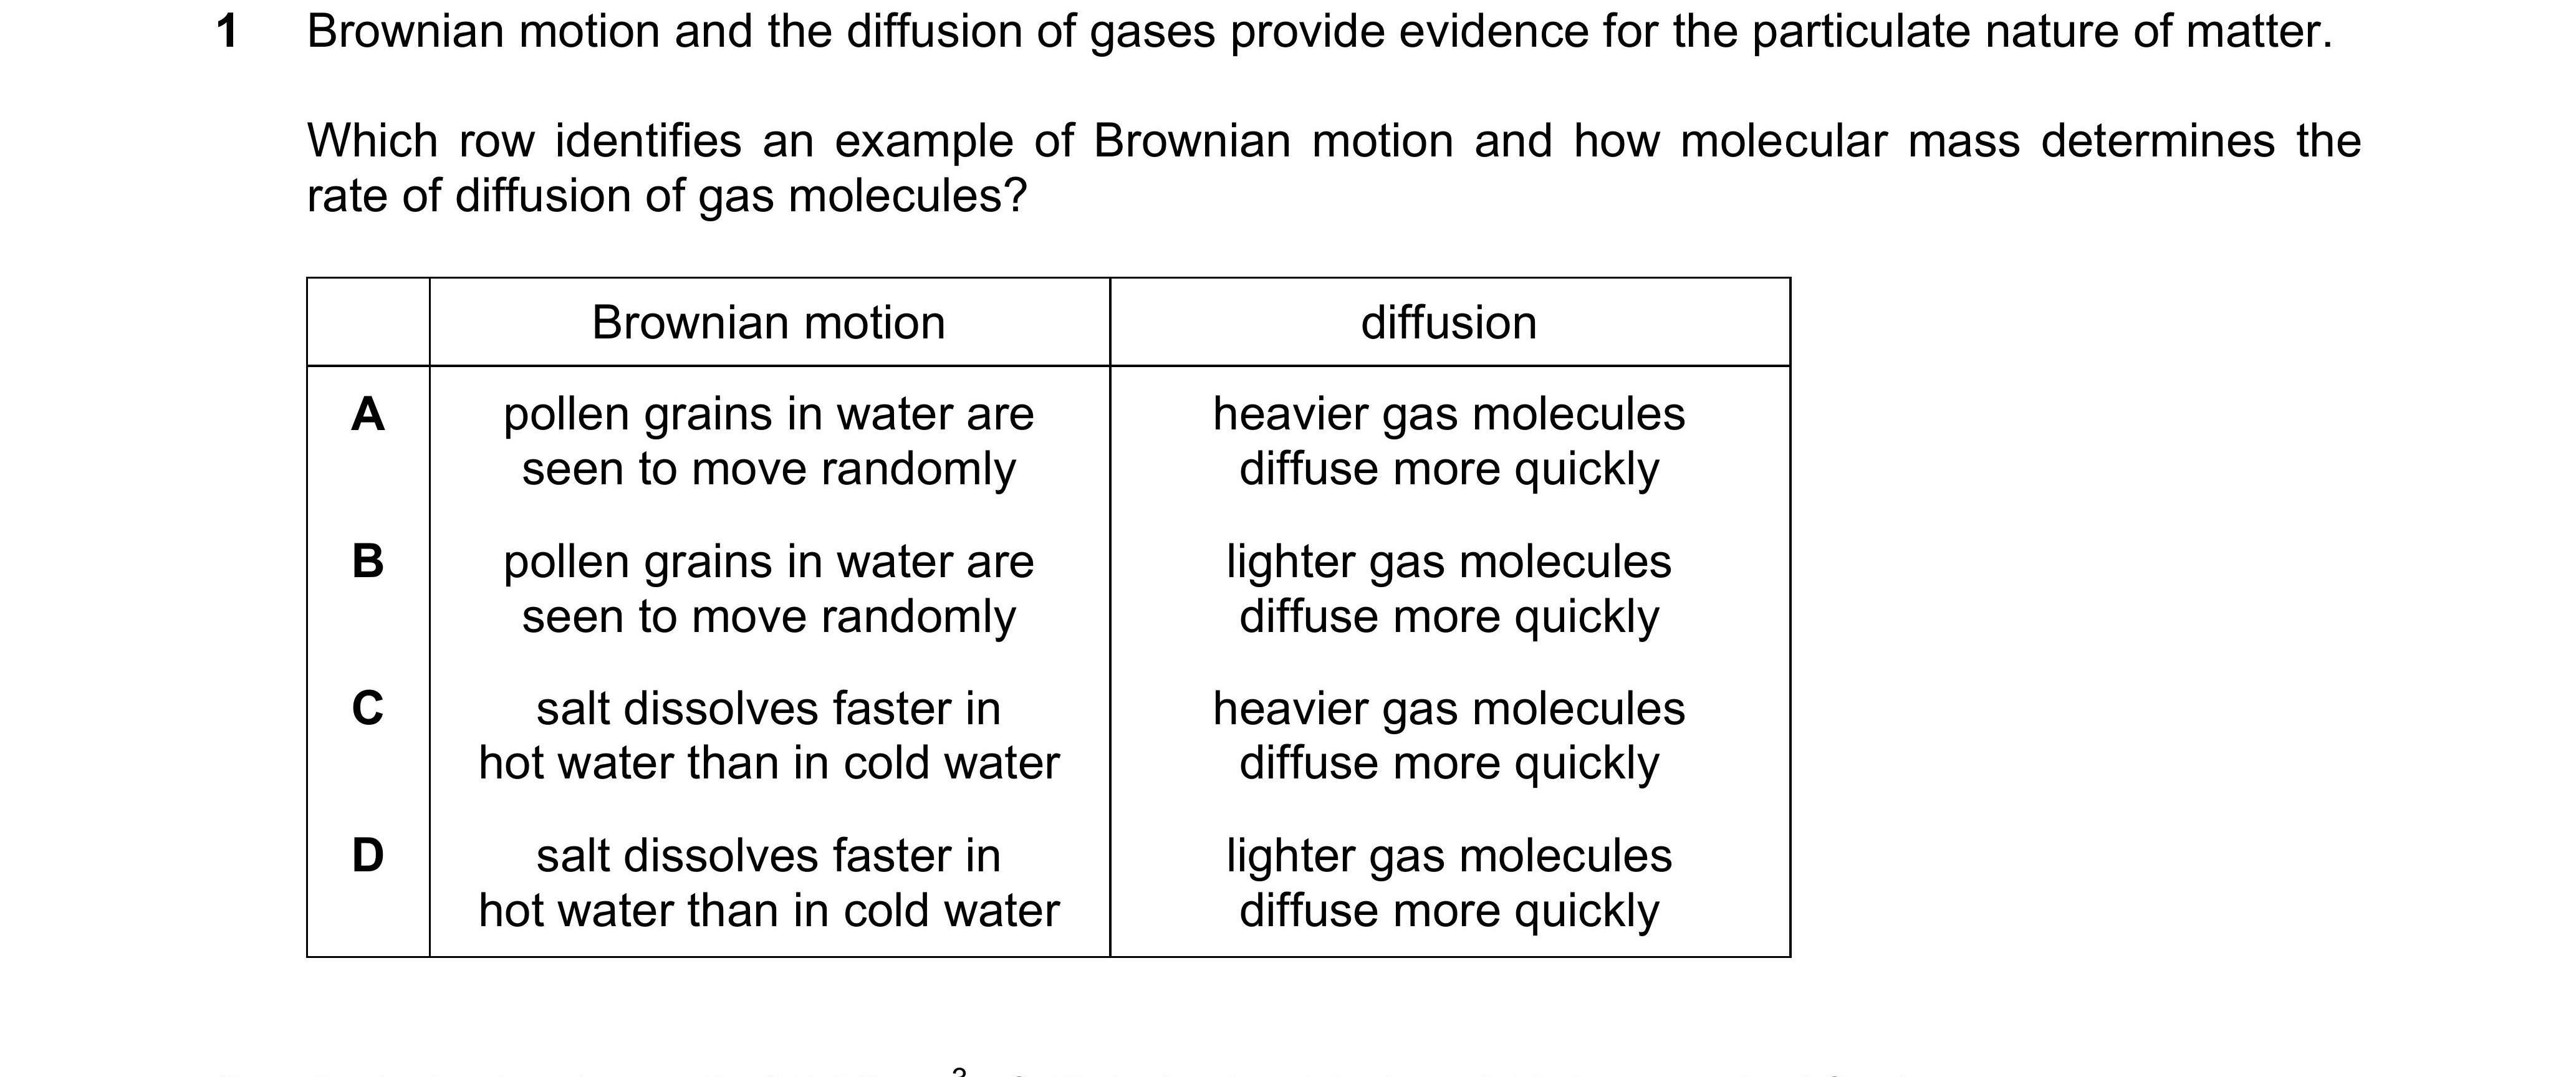 1 Brownian motion and the diffusion of gases provide evidence for the particulate nature of matter.
Which row identifies an example of Brownian motion and how molecular mass determines the
rate of diffusion of gas molecules?
Brownian motion diffusion
A pollen grains in water are heavier gas molecules
seen to move randomly diffuse more quickly
B pollen grains in water are lighter gas molecules
seen to move randomly diffuse more quickly
C salt dissolves faster in heavier gas molecules
hot water than in cold water diffuse more quickly
D salt dissolves faster in lighter gas molecules
hot water than in cold water diffuse more quickly